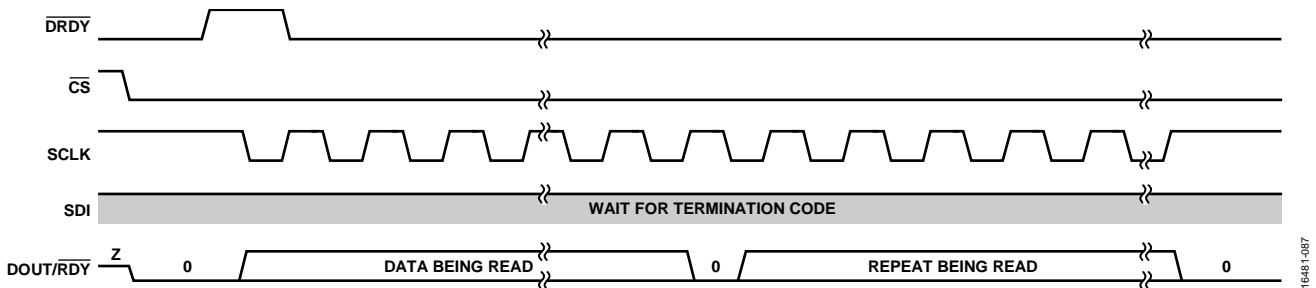 DRDY
CS
SCLK
SDI
WAIT FOR TERMINATION CODE
DOUT/RDY
Z
0
DATA BEING READ
0
REPEAT BEING READ
0
16481-087